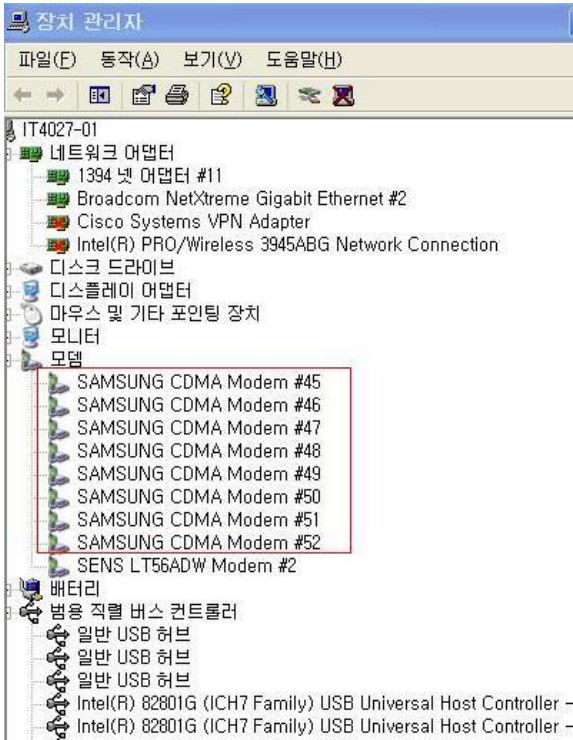 장치 관리자
파일(F) 동작(A) 보기(V) 도움말(H)
IT4027-01
네트워크 어댑터
1394 넷 어댑터 #11
Broadcom NetXtreme Gigabit Ethernet #2
Cisco Systems VPN Adapter
Intel(R) PRO/Wireless 3945ABG Network Connection
디스크 드라이브
디스플레이 어댑터
마우스 및 기타 포인팅 장치
모니터
모뎀
SAMSUNG CDMA Modem #45
SAMSUNG CDMA Modem #46
SAMSUNG CDMA Modem #47
SAMSUNG CDMA Modem #48
SAMSUNG CDMA Modem #49
SAMSUNG CDMA Modem #50
SAMSUNG CDMA Modem #51
SAMSUNG CDMA Modem #52
SENS LT56ADW Modem #2
배터리
범용 직렬 버스 컨트롤러
일반 USB 허브
일반 USB 허브
일반 USB 허브
Intel(R) 82801G (ICH7 Family) USB Universal Host Controller -
Intel(R) 82801G (ICH7 Family) USB Universal Host Controller -